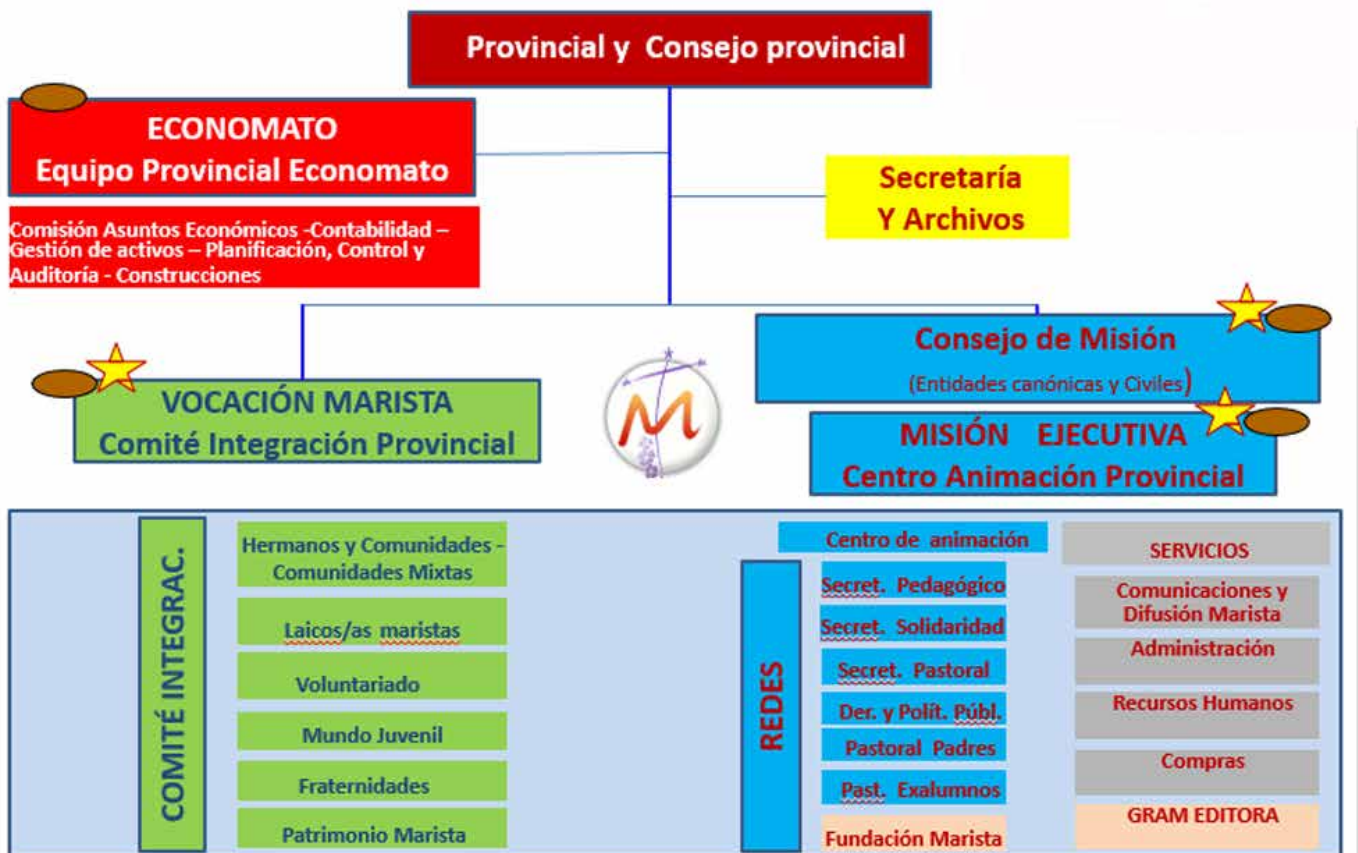 Provincial y Consejo provincial
ECONOMATO
Equipo Provincial Economato
Secretaría
Y Archivos
Comisión Asuntos Económicos -Contabilidad –
Gestión de activos – Planificación, Control y
Auditoría - Construcciones
Consejo de Misión
(Entidades canónicas y Civiles)
VOCACIÓN MARISTA
Comité Integración Provincial
M
MISIÓN EJECUTIVA
Centro Animación Provincial
COMITÉ INTEGRAC.
Hermanos y Comunidades -
Comunidades Mixtas
Laicos/as maristas
Voluntariado
Mundo Juvenil
Fraternidades
Patrimonio Marista
REDES
Centro de animación
Secret. Pedagógico
Secret. Solidaridad
Secret. Pastoral
Der. y Polít. Públ.
Pastoral Padres
Past. Exalumnos
Fundación Marista
SERVICIOS
Comunicaciones y
Difusión Marista
Administración
Recursos Humanos
Compras
GRAM EDITORA